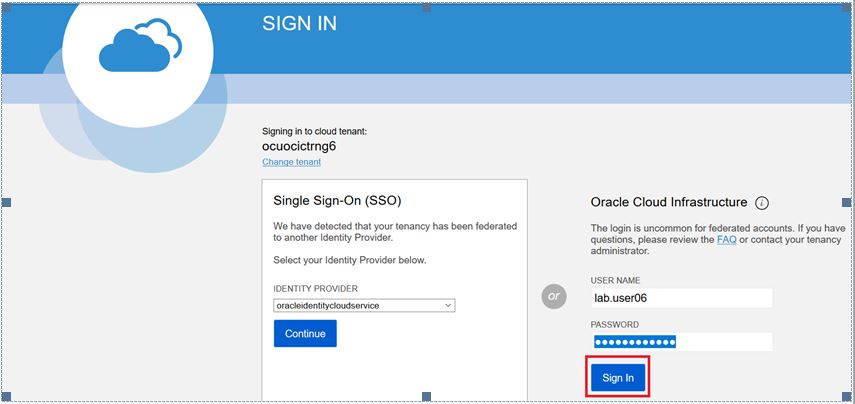 SIGN IN
Signing in to cloud tenant:
ocuocictrng6
Change tenant
Single Sign-On (SSO)
We have detected that your tenancy has been federated
to another Identity Provider.
Select your Identity Provider below.
IDENTITY PROVIDER
oracleidentitycloudservice
Continue
or
Oracle Cloud Infrastructure i
The login is uncommon for federated accounts. If you have
questions, please review the FAQ or contact your tenancy
administrator.
USER NAME
lab.user06
PASSWORD
●●●●●●●●●●●●
Sign In